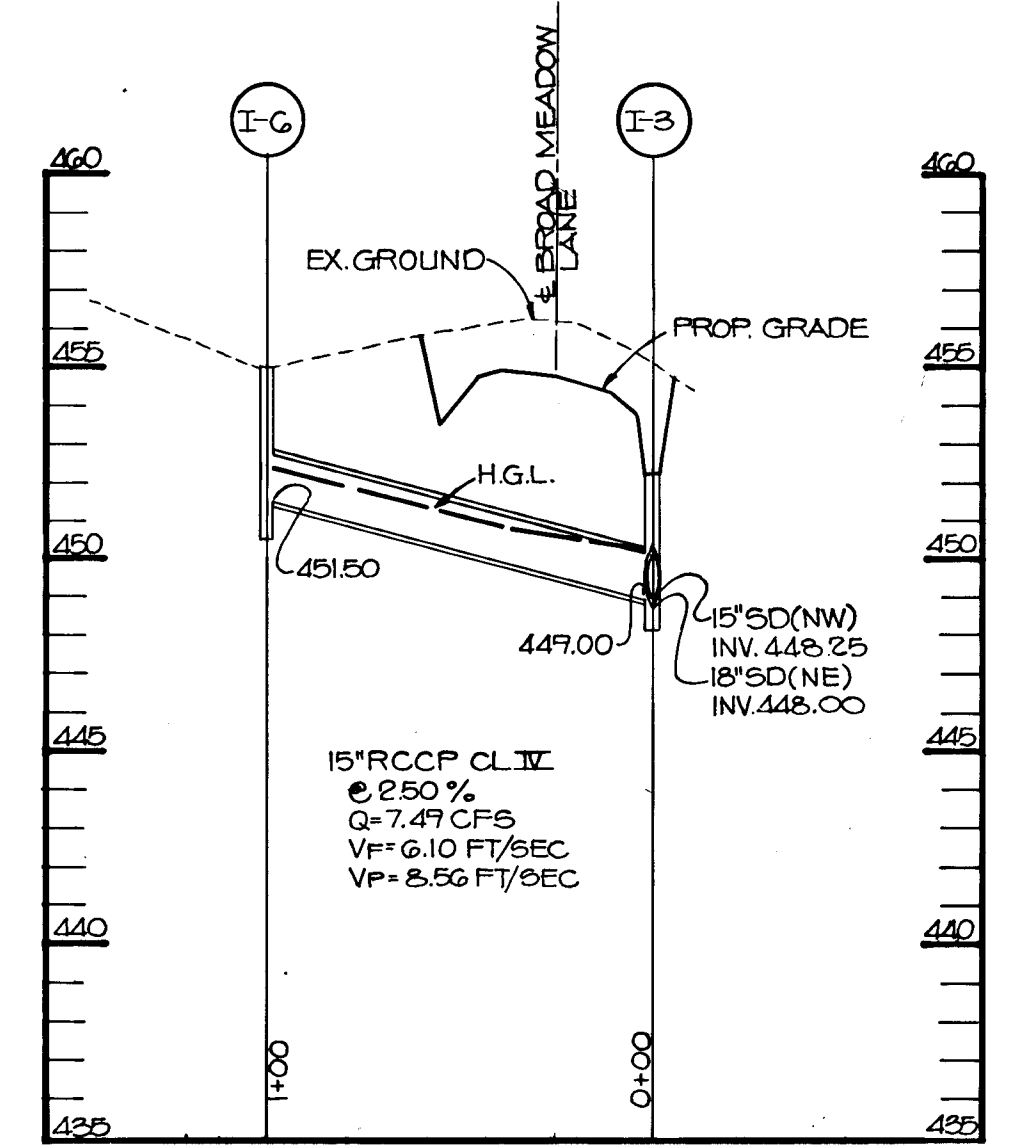 I-6
I-3
460
460
℄ BROAD MEADOW
LANE
EX. GROUND
PROP. GRADE
455
455
H.G.L.
450
450
451.50
449.00
15"SD(NW)
INV. 448.25
18"SD(NE)
INV. 448.00
445
445
15"RCCP CL IV
@ 2.50 %
Q=7.49 CFS
VF=6.10 FT/SEC
VP=8.56 FT/SEC
440
440
1+00
0+00
435
435